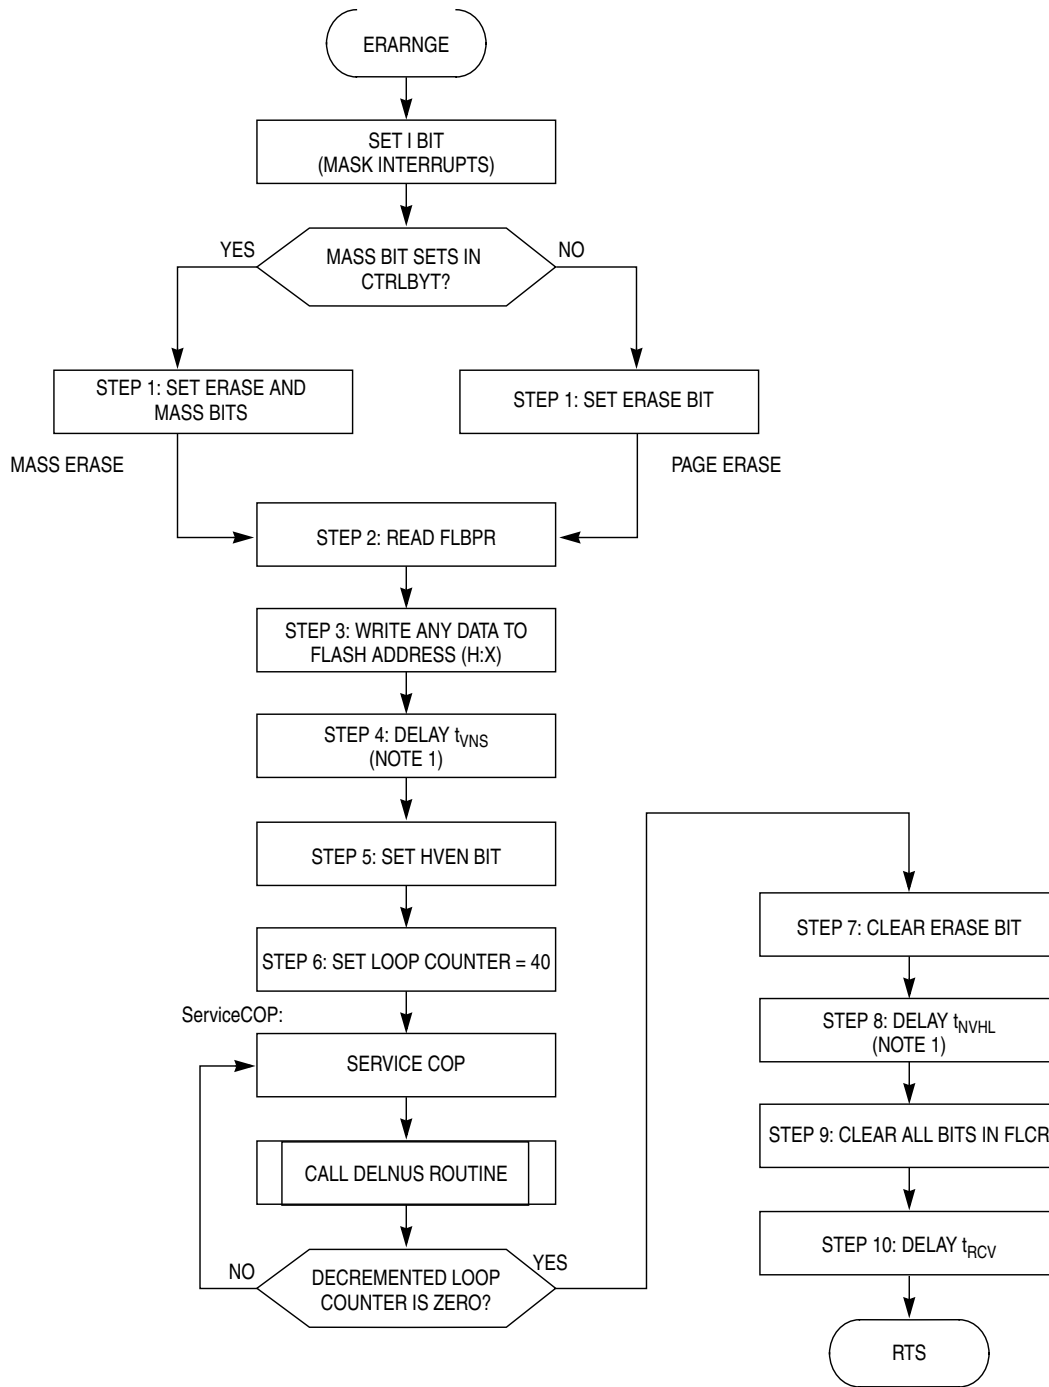 ERARNGE
SET I BIT
(MASK INTERRUPTS)
YES
MASS BIT SETS IN
CTRLBYT?
NO
STEP 1: SET ERASE AND
MASS BITS
STEP 1: SET ERASE BIT
MASS ERASE
PAGE ERASE
STEP 2: READ FLBPR
STEP 3: WRITE ANY DATA TO
FLASH ADDRESS (H:X)
STEP 4: DELAY tVNS
(NOTE 1)
STEP 5: SET HVEN BIT
STEP 6: SET LOOP COUNTER = 40
ServiceCOP:
SERVICE COP
CALL DELNUS ROUTINE
NO
DECREMENTED LOOP
COUNTER IS ZERO?
YES
STEP 7: CLEAR ERASE BIT
STEP 8: DELAY tNVHL
(NOTE 1)
STEP 9: CLEAR ALL BITS IN FLCR
STEP 10: DELAY tRCV
RTS